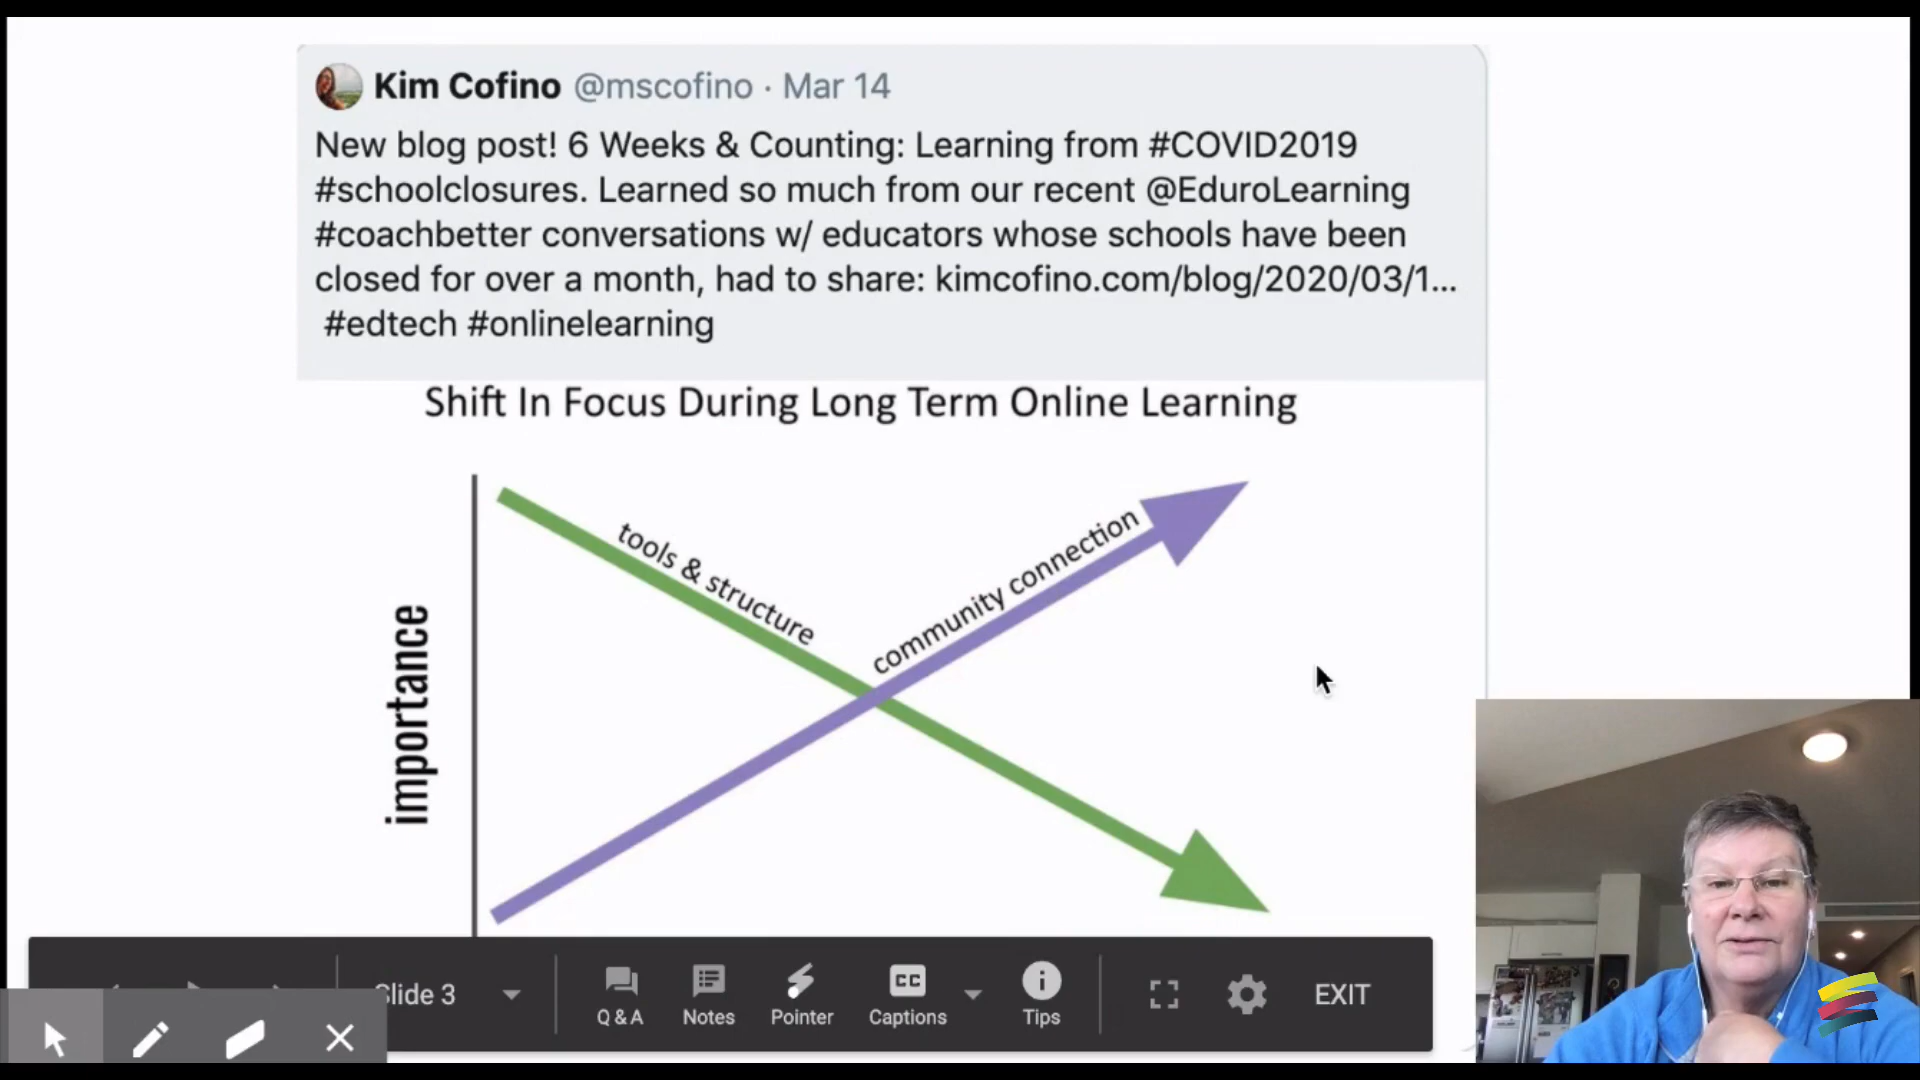 Kim Cofino @mscofino · Mar 14
New blog post! 6 Weeks & Counting: Learning from #COVID2019
#schoolclosures. Learned so much from our recent @EduroLearning
#coachbetter conversations w/ educators whose schools have been
closed for over a month, had to share: kimcofino.com/blog/2020/03/1...
#edtech #onlinelearning
Shift In Focus During Long Term Online Learning
tools & structure
community connection
importance
Slide 3
Q & A
Notes
Pointer
CC
Captions
Tips
EXIT